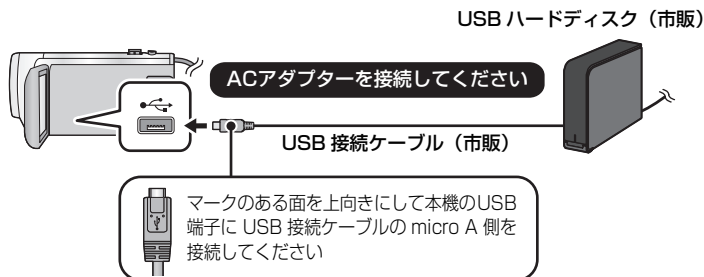 USB ハードディスク（市販）
ACアダプターを接続してください
USB 接続ケーブル（市販）
マークのある面を上向きにして本機のUSB
端子に USB 接続ケーブルの micro A 側を
接続してください